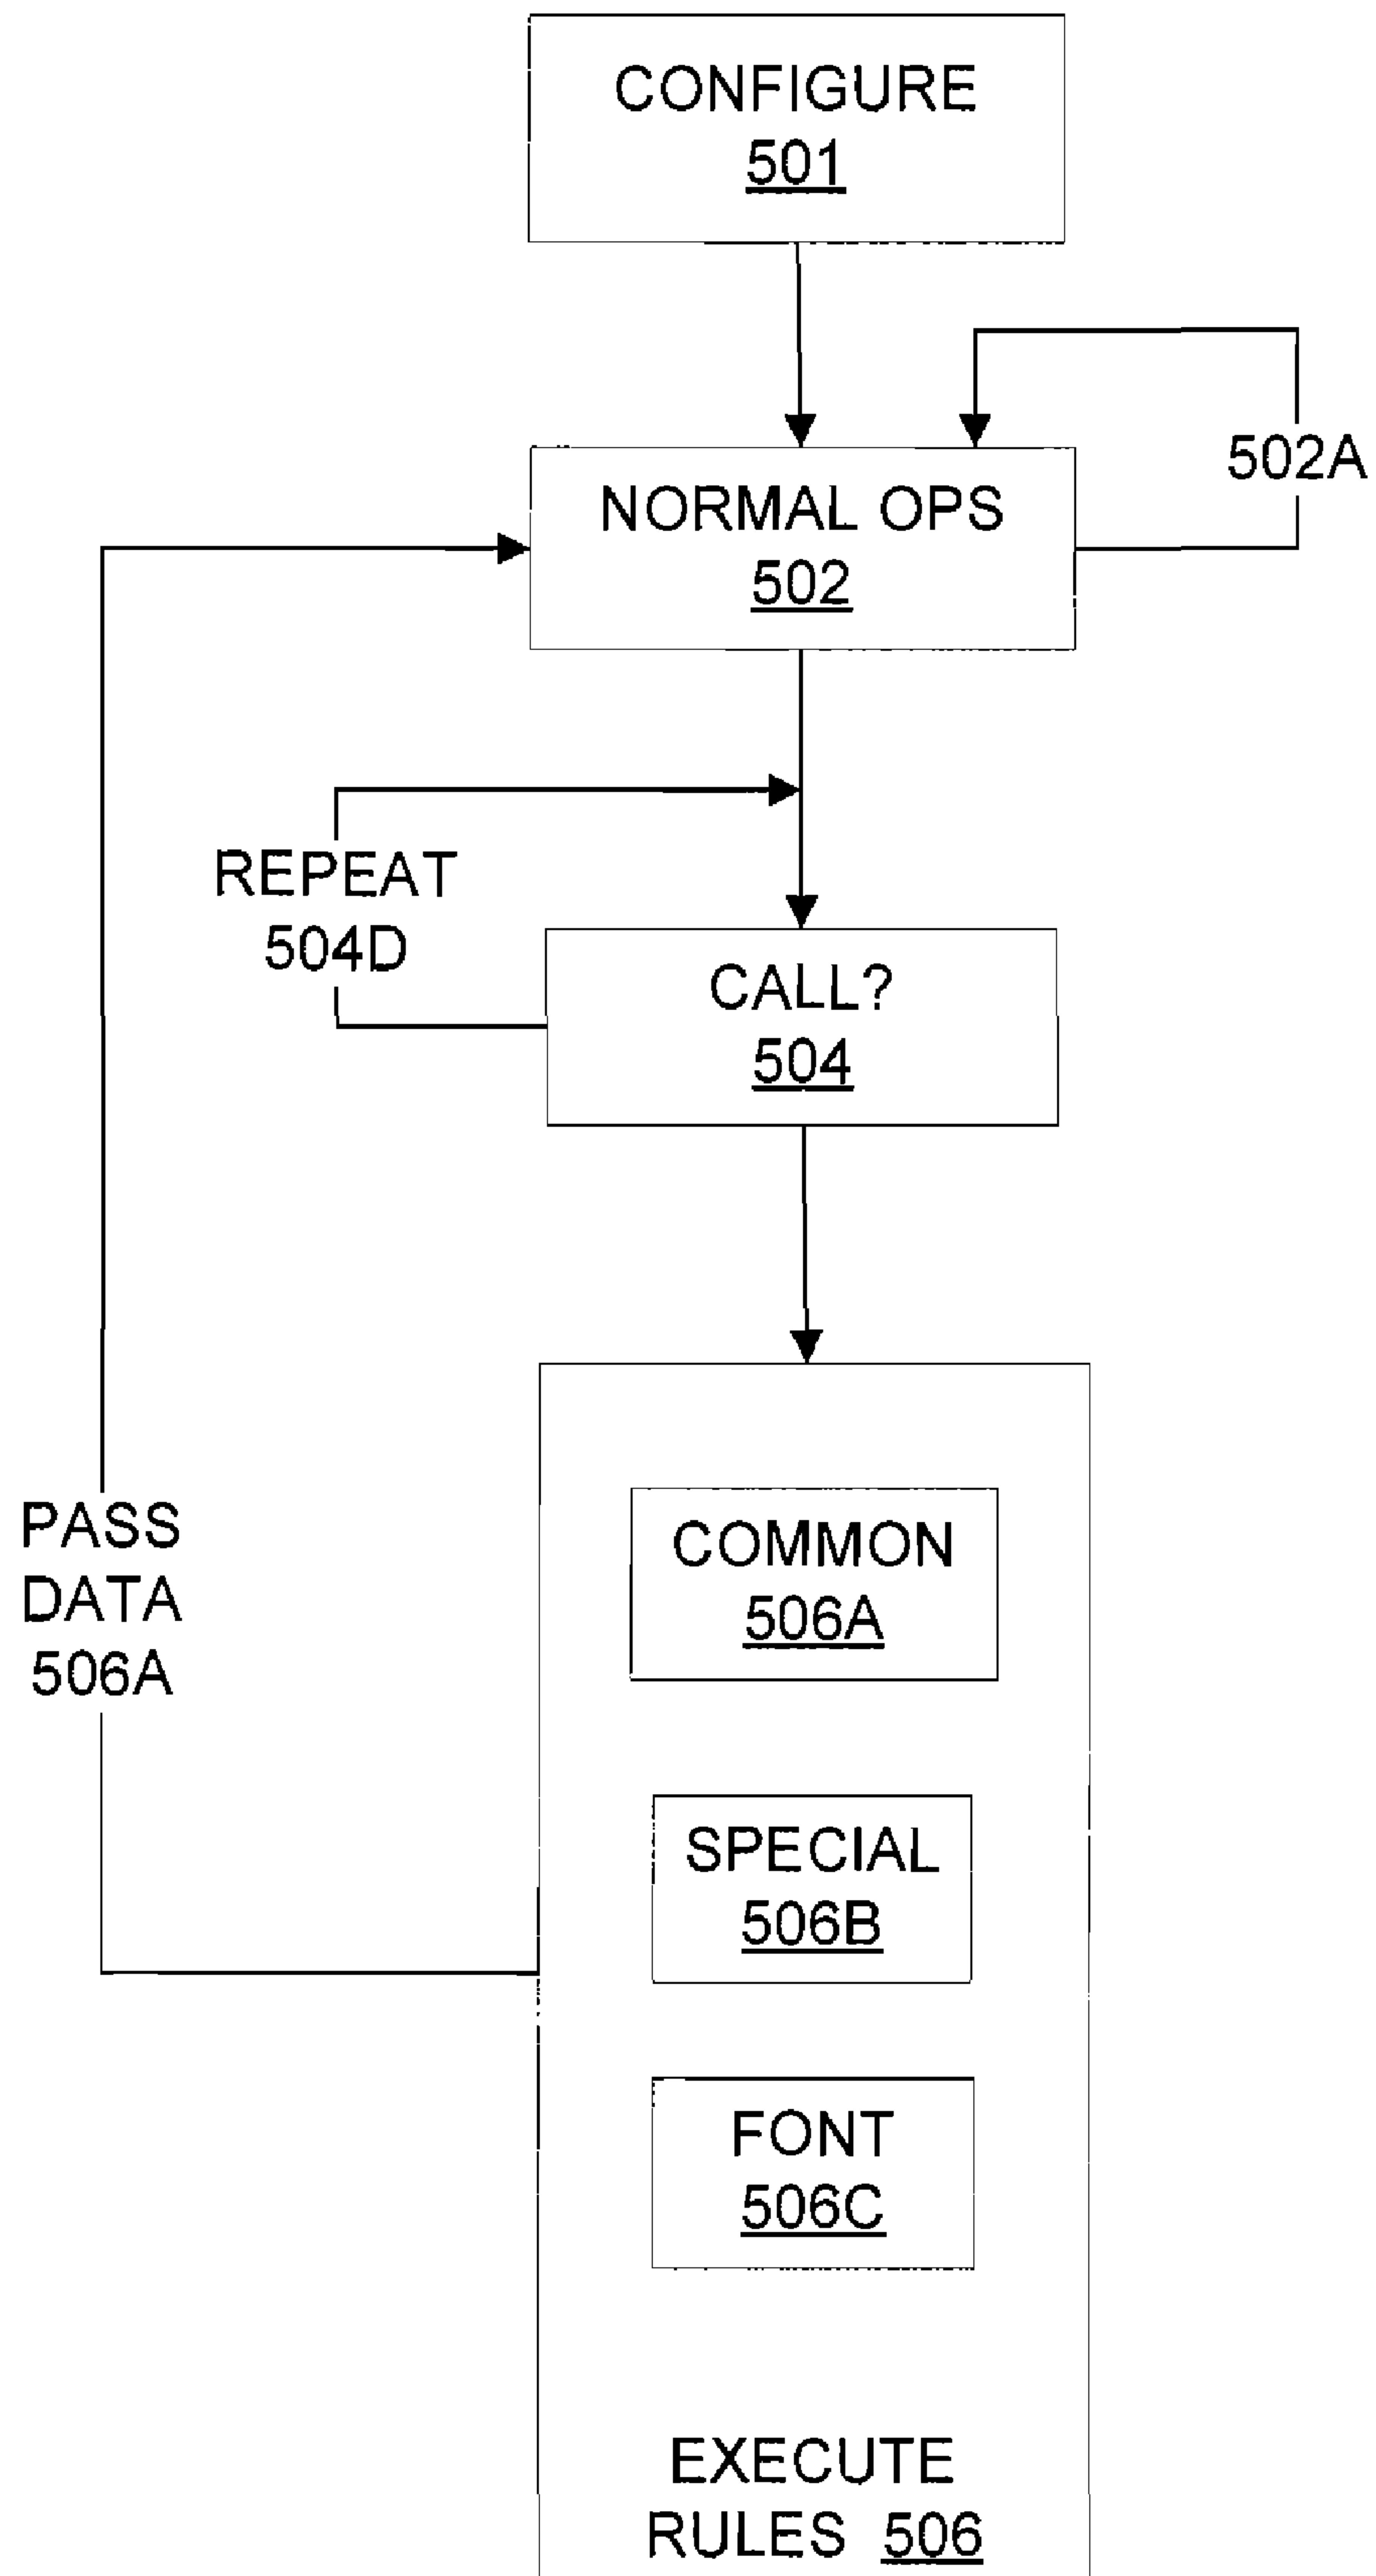 CONFIGURE
501
502A
NORMAL OPS
502
REPEAT
504D
CALL?
504
PASS
DATA
506A
COMMON
506A
SPECIAL
506B
FONT
506C
EXECUTE
RULES 506